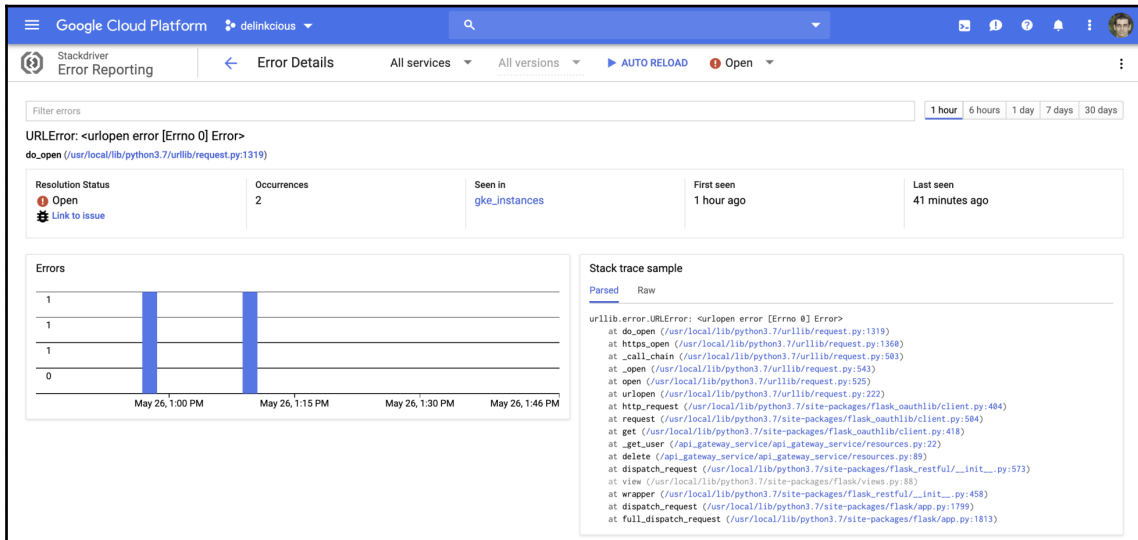 Google Cloud Platform delinkcious
Stackdriver
Error Reporting
Error Details All services All versions AUTO RELOAD Open
Filter errors 1 hour 6 hours 1 day 7 days 30 days
URLError: <urlopen error [Errno 0] Error>
do_open (/usr/local/lib/python3.7/urllib/request.py:1319)
Resolution Status Occurrences Seen in First seen Last seen
Open 2 gke_instances 1 hour ago 41 minutes ago
Link to issue
Errors
1
1
1
0
May 26, 1:00 PM May 26, 1:15 PM May 26, 1:30 PM May 26, 1:46 PM
Stack trace sample
Parsed Raw
urllib.error.URLError: <urlopen error [Errno 0] Error>
at do_open (/usr/local/lib/python3.7/urllib/request.py:1319)
at https_open (/usr/local/lib/python3.7/urllib/request.py:1360)
at _call_chain (/usr/local/lib/python3.7/urllib/request.py:503)
at _open (/usr/local/lib/python3.7/urllib/request.py:543)
at open (/usr/local/lib/python3.7/urllib/request.py:525)
at urlopen (/usr/local/lib/python3.7/urllib/request.py:222)
at http_request (/usr/local/lib/python3.7/site-packages/flask_oauthlib/client.py:404)
at request (/usr/local/lib/python3.7/site-packages/flask_oauthlib/client.py:504)
at get (/usr/local/lib/python3.7/site-packages/flask_oauthlib/client.py:418)
at _get_user (/api_gateway_service/api_gateway_service/resources.py:22)
at delete (/api_gateway_service/api_gateway_service/resources.py:89)
at dispatch_request (/usr/local/lib/python3.7/site-packages/flask_restful/__init__.py:573)
at view (/usr/local/lib/python3.7/site-packages/flask/views.py:88)
at wrapper (/usr/local/lib/python3.7/site-packages/flask_restful/__init__.py:458)
at dispatch_request (/usr/local/lib/python3.7/site-packages/flask/app.py:1799)
at full_dispatch_request (/usr/local/lib/python3.7/site-packages/flask/app.py:1813)